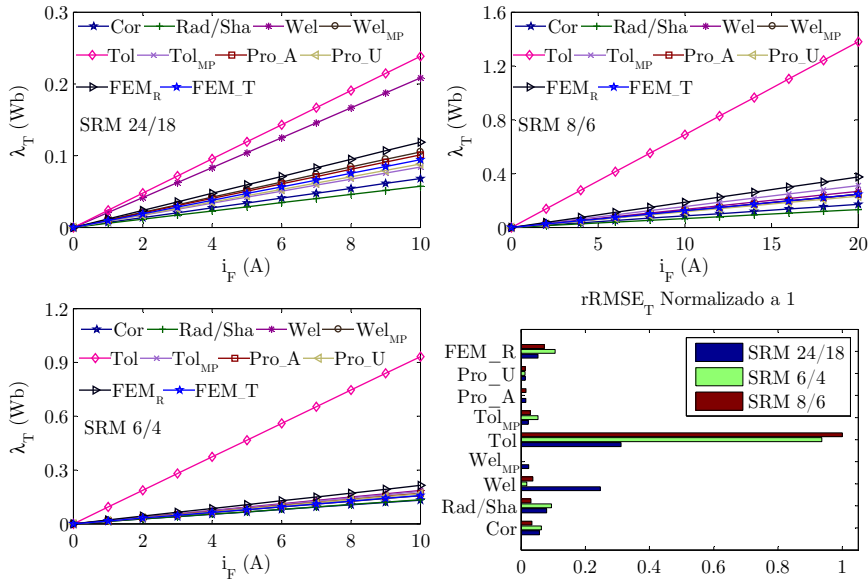 0.3
0.2
0.1
0
λ_T (Wb)
Cor Rad/Sha Wel Wel_MP
Tol Tol_MP Pro_A Pro_U
FEM_R FEM_T
SRM 24/18
0 2 4 6 8 10
i_F (A)
1.6
1.2
0.8
0.4
0
λ_T (Wb)
Cor Rad/Sha Wel Wel_MP
Tol Tol_MP Pro_A Pro_U
FEM_R FEM_T
SRM 8/6
0 5 10 15 20
i_F (A)
1.2
0.9
0.6
0.3
0
λ_T (Wb)
Cor Rad/Sha Wel Wel_MP
Tol Tol_MP Pro_A Pro_U
FEM_R FEM_T
SRM 6/4
0 2 4 6 8 10
i_F (A)
rRMSE_T Normalizado a 1
FEM_R
Pro_U
Pro_A
Tol_MP
Tol
Wel_MP
Wel
Rad/Sha
Cor
SRM 24/18
SRM 6/4
SRM 8/6
0 0.2 0.4 0.6 0.8 1